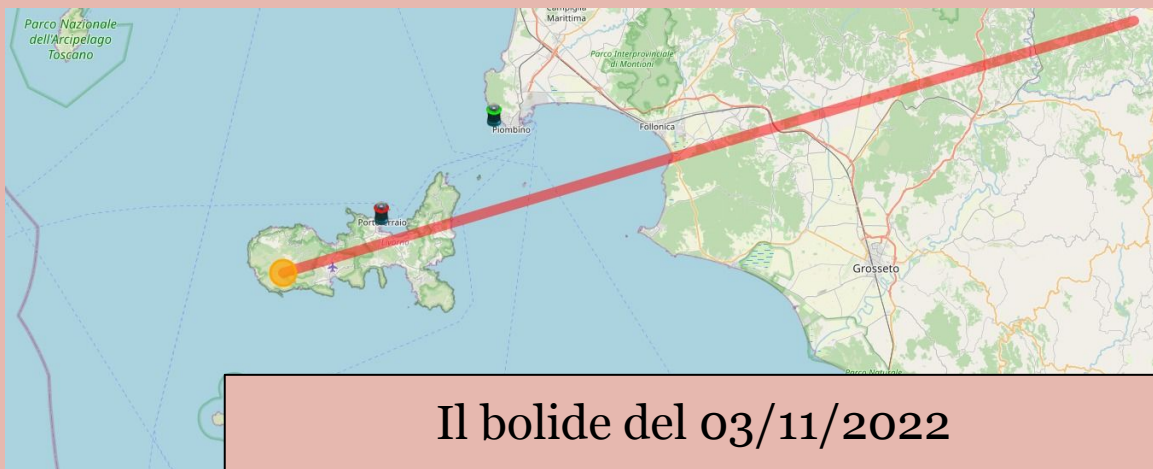 Parco Nazionale
dell'Arcipelago
Toscano
Campiglia
Marittima
Parco Interprovinciale
di Montioni
Piombino
Follonica
Grosseto
Il bolide del 03/11/2022